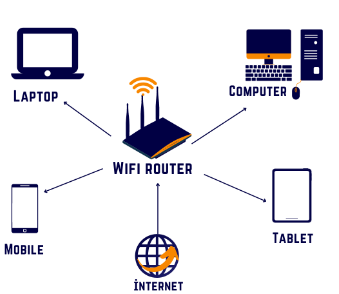 Laptop
Computer
Wifi router
Mobile
Tablet
İnternet